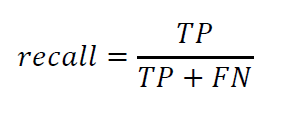 recall = TP / (TP + FN)